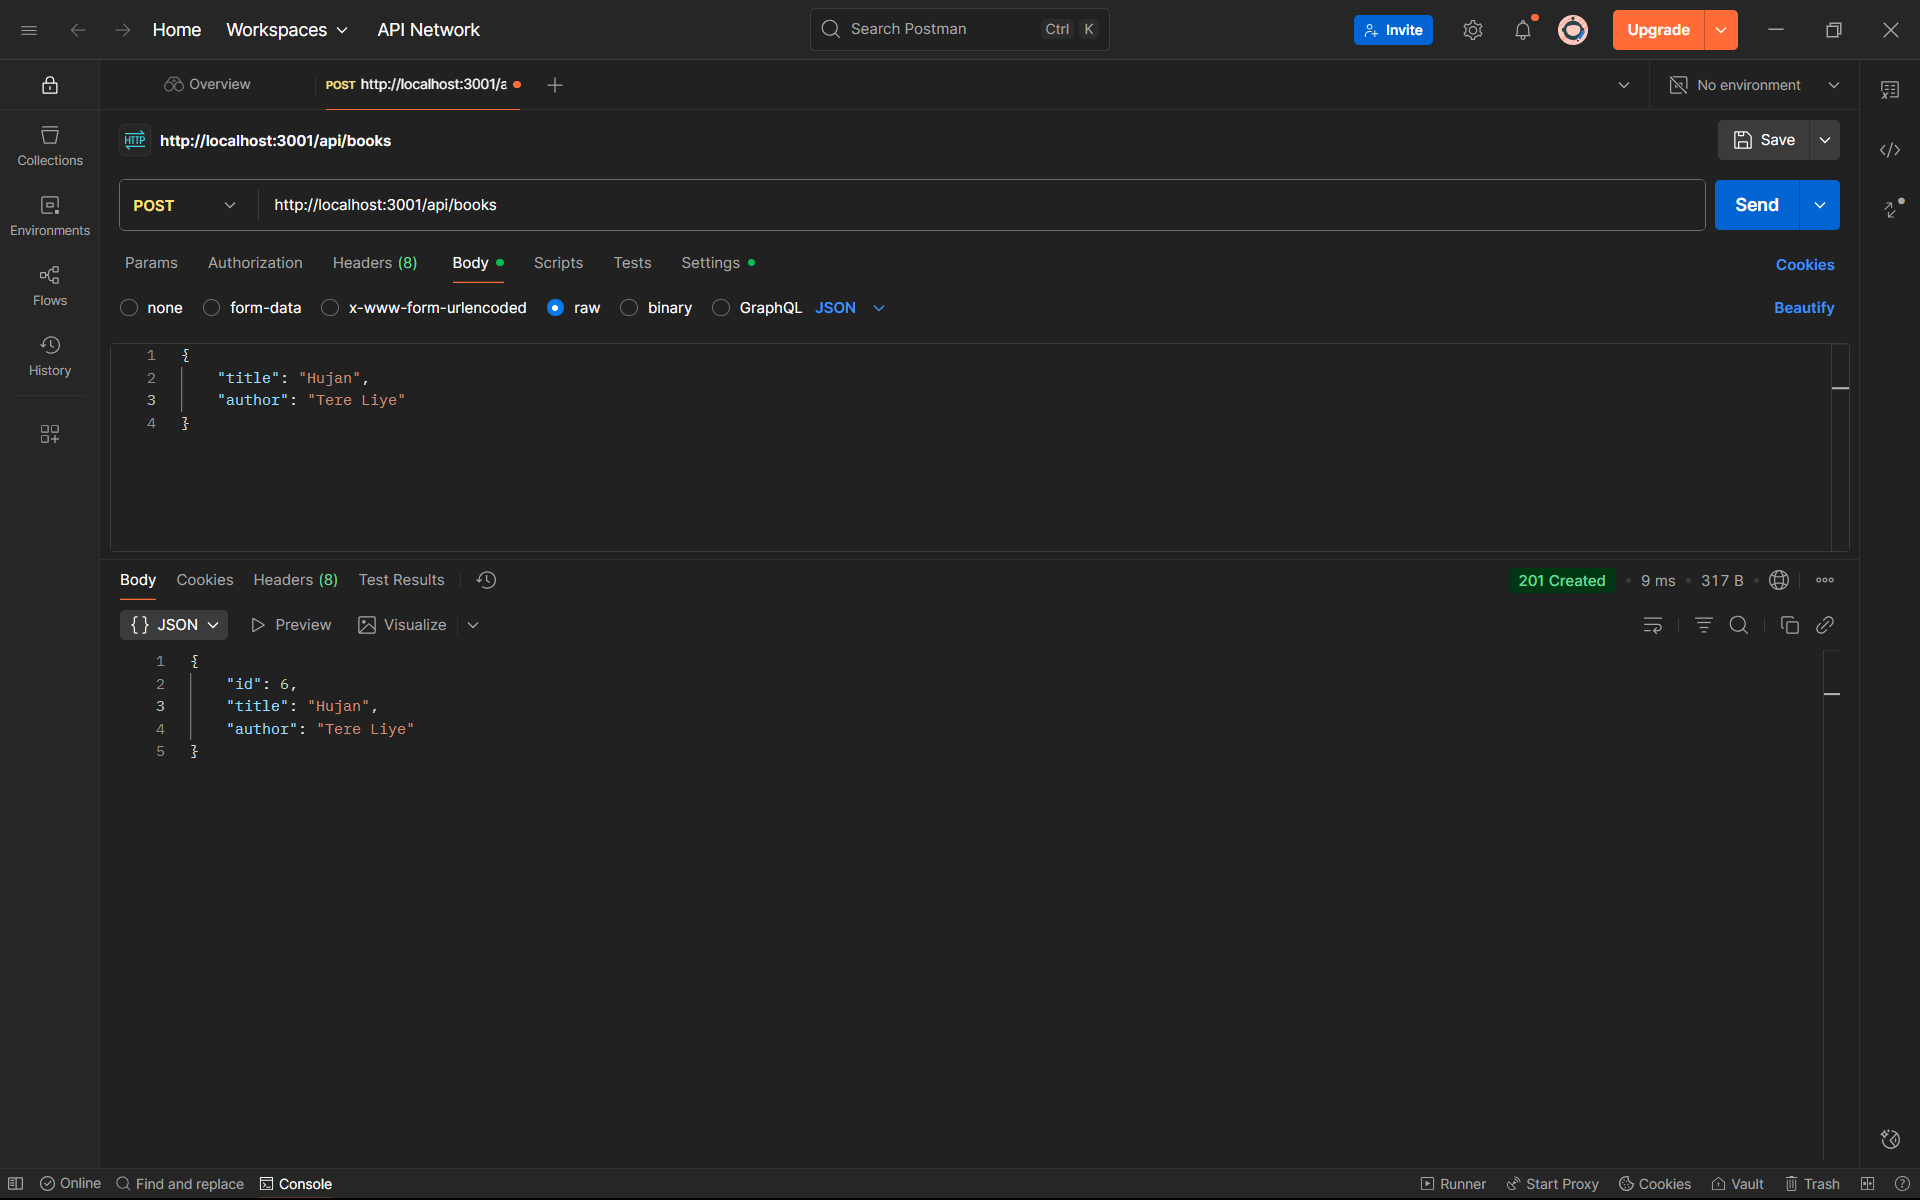 Home Workspaces API Network Search Postman Ctrl K Invite Upgrade
Overview POST http://localhost:3001/a No environment
HTTP http://localhost:3001/api/books Save
POST http://localhost:3001/api/books Send
Params Authorization Headers (8) Body Scripts Tests Settings Cookies
none form-data x-www-form-urlencoded raw binary GraphQL JSON Beautify
Collections
Environments
Flows
History
1 {
2 "title": "Hujan",
3 "author": "Tere Liye"
4 }
Body Cookies Headers (8) Test Results 201 Created • 9 ms • 317 B
{} JSON Preview Visualize
1 {
2 "id": 6,
3 "title": "Hujan",
4 "author": "Tere Liye"
5 }
Online Find and replace Console Runner Start Proxy Cookies Vault Trash